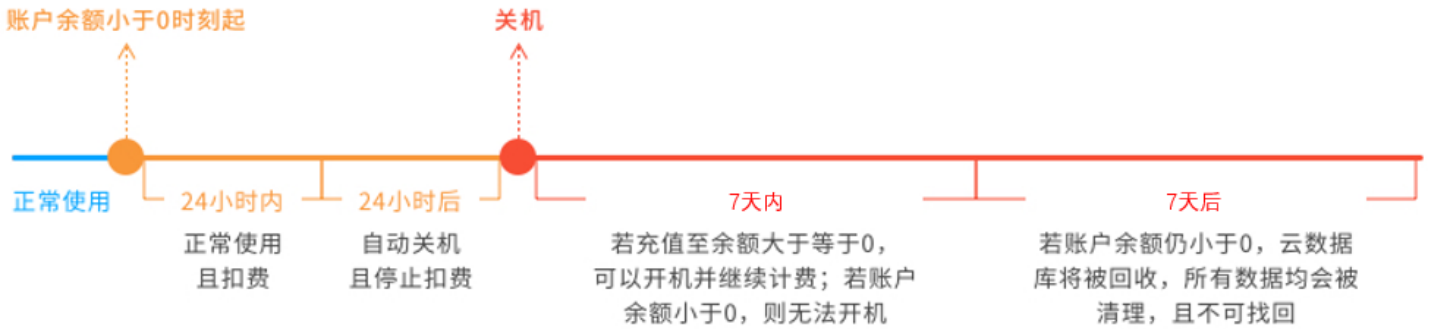 账户余额小于0时刻起
关机
正常使用
24小时内
24小时后
7天内
7天后
正常使用
且扣费
自动关机
且停止扣费
若充值至余额大于等于0，
可以开机并继续计费；若账户
余额小于0，则无法开机
若账户余额仍小于0，云数据
库将被回收，所有数据均会被
清理，且不可找回